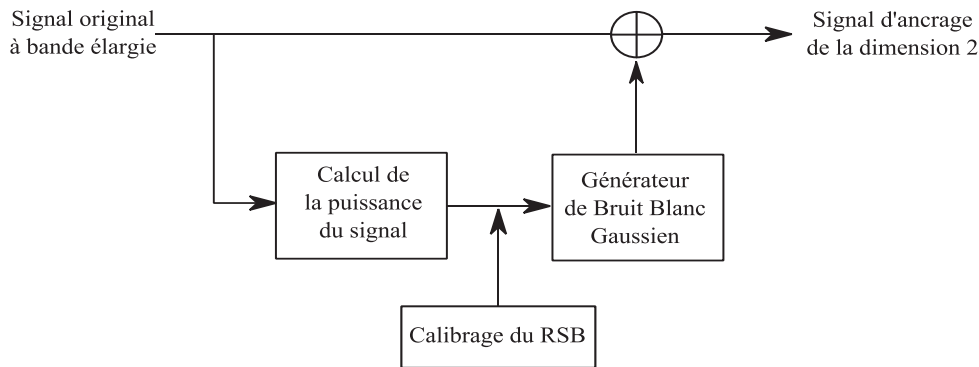 Signal original
à bande élargie
Signal d'ancrage
de la dimension 2
Calcul de
la puissance
du signal
Générateur
de Bruit Blanc
Gaussien
Calibrage du RSB